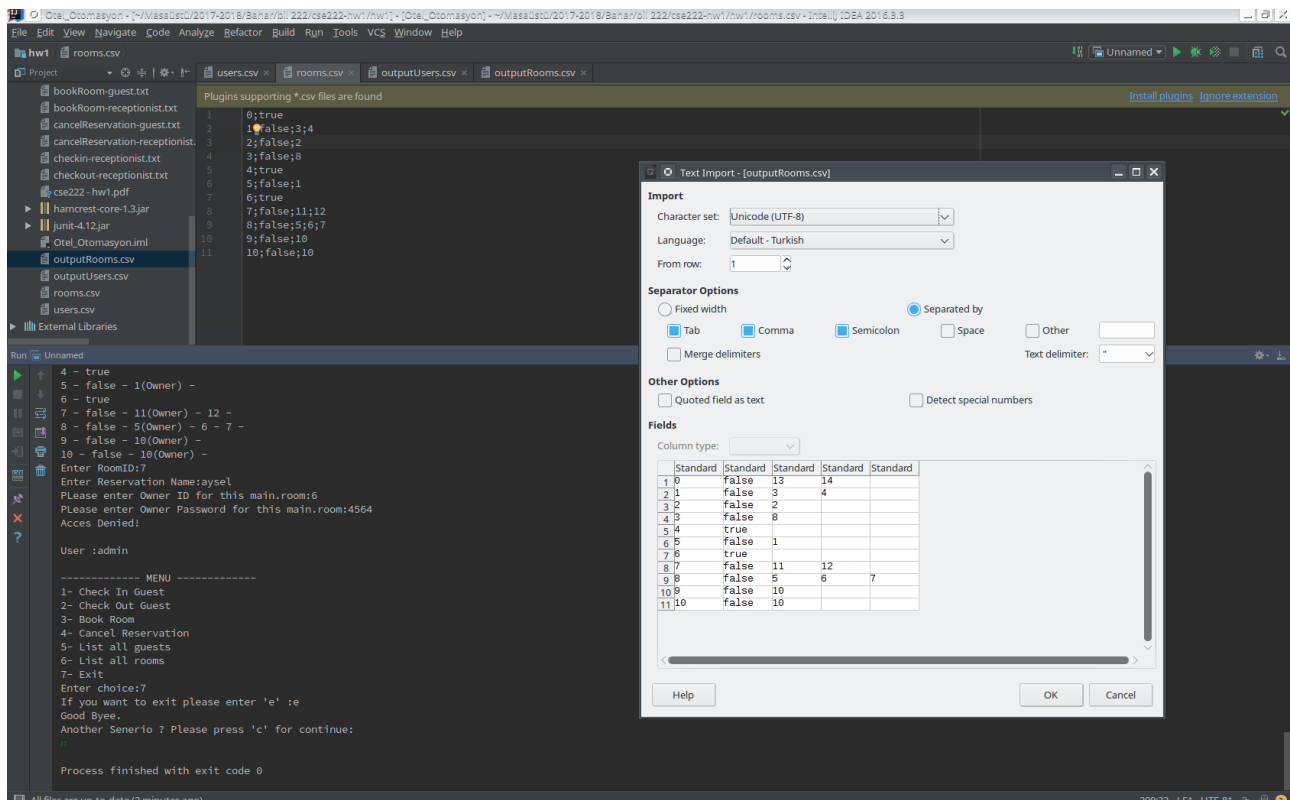 Otel_Otomasyon - [~/Masaüstü/2017-2018/Bahar/bil 222/cse222-hw1/hw1] - [Otel_Otomasyon] - ~/Masaüstü/2017-2018/Bahar/bil 222/cse222-hw1/hw1/rooms.csv - IntelliJ IDEA 2016.3.3
File Edit View Navigate Code Analyze Refactor Build Run Tools VCS Window Help
hw1 rooms.csv
Unnamed
Project
users.csv rooms.csv outputUsers.csv outputRooms.csv
bookRoom-guest.txt
bookRoom-receptionist.txt
cancelReservation-guest.txt
cancelReservation-receptionist.
checkin-receptionist.txt
checkout-receptionist.txt
cse222 - hw1.pdf
hamcrest-core-1.3.jar
junit-4.12.jar
Otel_Otomasyon.iml
outputRooms.csv
outputUsers.csv
rooms.csv
users.csv
External Libraries
Plugins supporting *.csv files are found
Install plugins Ignore extension
1 0;true
2 1;false;3;4
3 2;false;2
4 3;false;8
5 4;true
6 5;false;1
7 6;true
8 7;false;11;12
9 8;false;5;6;7
10 9;false;10
11 10;false;10
Run Unnamed
4 - true
5 - false - 1(Owner) -
6 - true
7 - false - 11(Owner) - 12 -
8 - false - 5(Owner) - 6 - 7 -
9 - false - 10(Owner) -
10 - false - 10(Owner) -
Enter RoomID:7
Enter Reservation Name:aysel
PLease enter Owner ID for this main.room:6
PLease enter Owner Password for this main.room:4564
Acces Denied!
User :admin
------------- MENU -------------
1- Check In Guest
2- Check Out Guest
3- Book Room
4- Cancel Reservation
5- List all guests
6- List all rooms
7- Exit
Enter choice:7
If you want to exit please enter 'e' :e
Good Byee.
Another Senerio ? Please press 'c' for continue:
n
Process finished with exit code 0
Text Import - [outputRooms.csv]
Import
Character set: Unicode (UTF-8)
Language: Default - Turkish
From row: 1
Separator Options
Fixed width Separated by
Tab Comma Semicolon Space Other
Merge delimiters Text delimiter: "
Other Options
Quoted field as text Detect special numbers
Fields
Column type:
Standard Standard Standard Standard Standard
1 0 false 13 14
2 1 false 3 4
3 2 false 2
4 3 false 8
5 4 true
6 5 false 1
7 6 true
8 7 false 11 12
9 8 false 5 6 7
10 9 false 10
11 10 false 10
Help OK Cancel